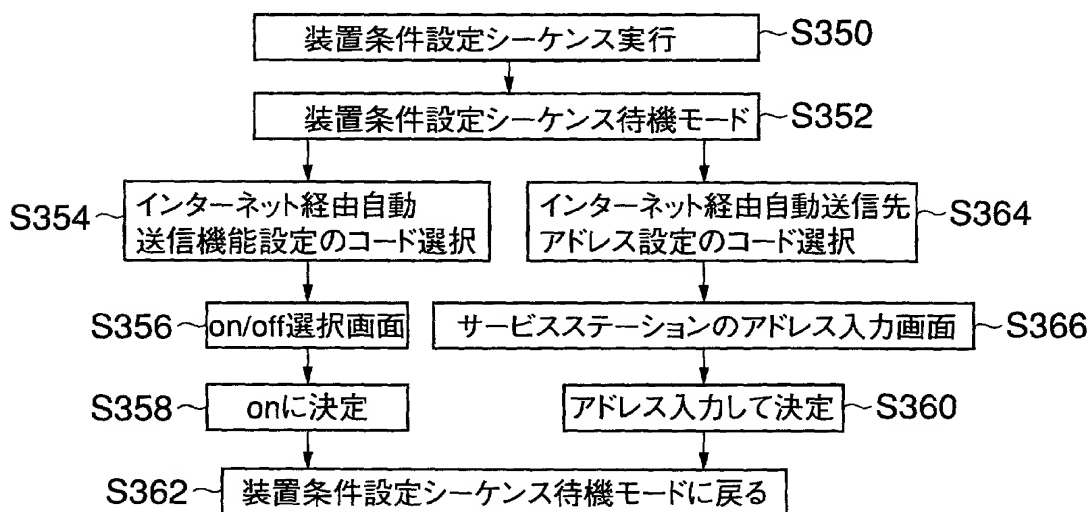 装置条件設定シーケンス実行 ~S350
装置条件設定シーケンス待機モード ~S352
S354~ インターネット経由自動
送信機能設定のコード選択
インターネット経由自動送信先
アドレス設定のコード選択 ~S364
S356~ on/off選択画面
サービスステーションのアドレス入力画面 ~S366
S358~ onに決定
アドレス入力して決定 ~S360
S362~ 装置条件設定シーケンス待機モードに戻る